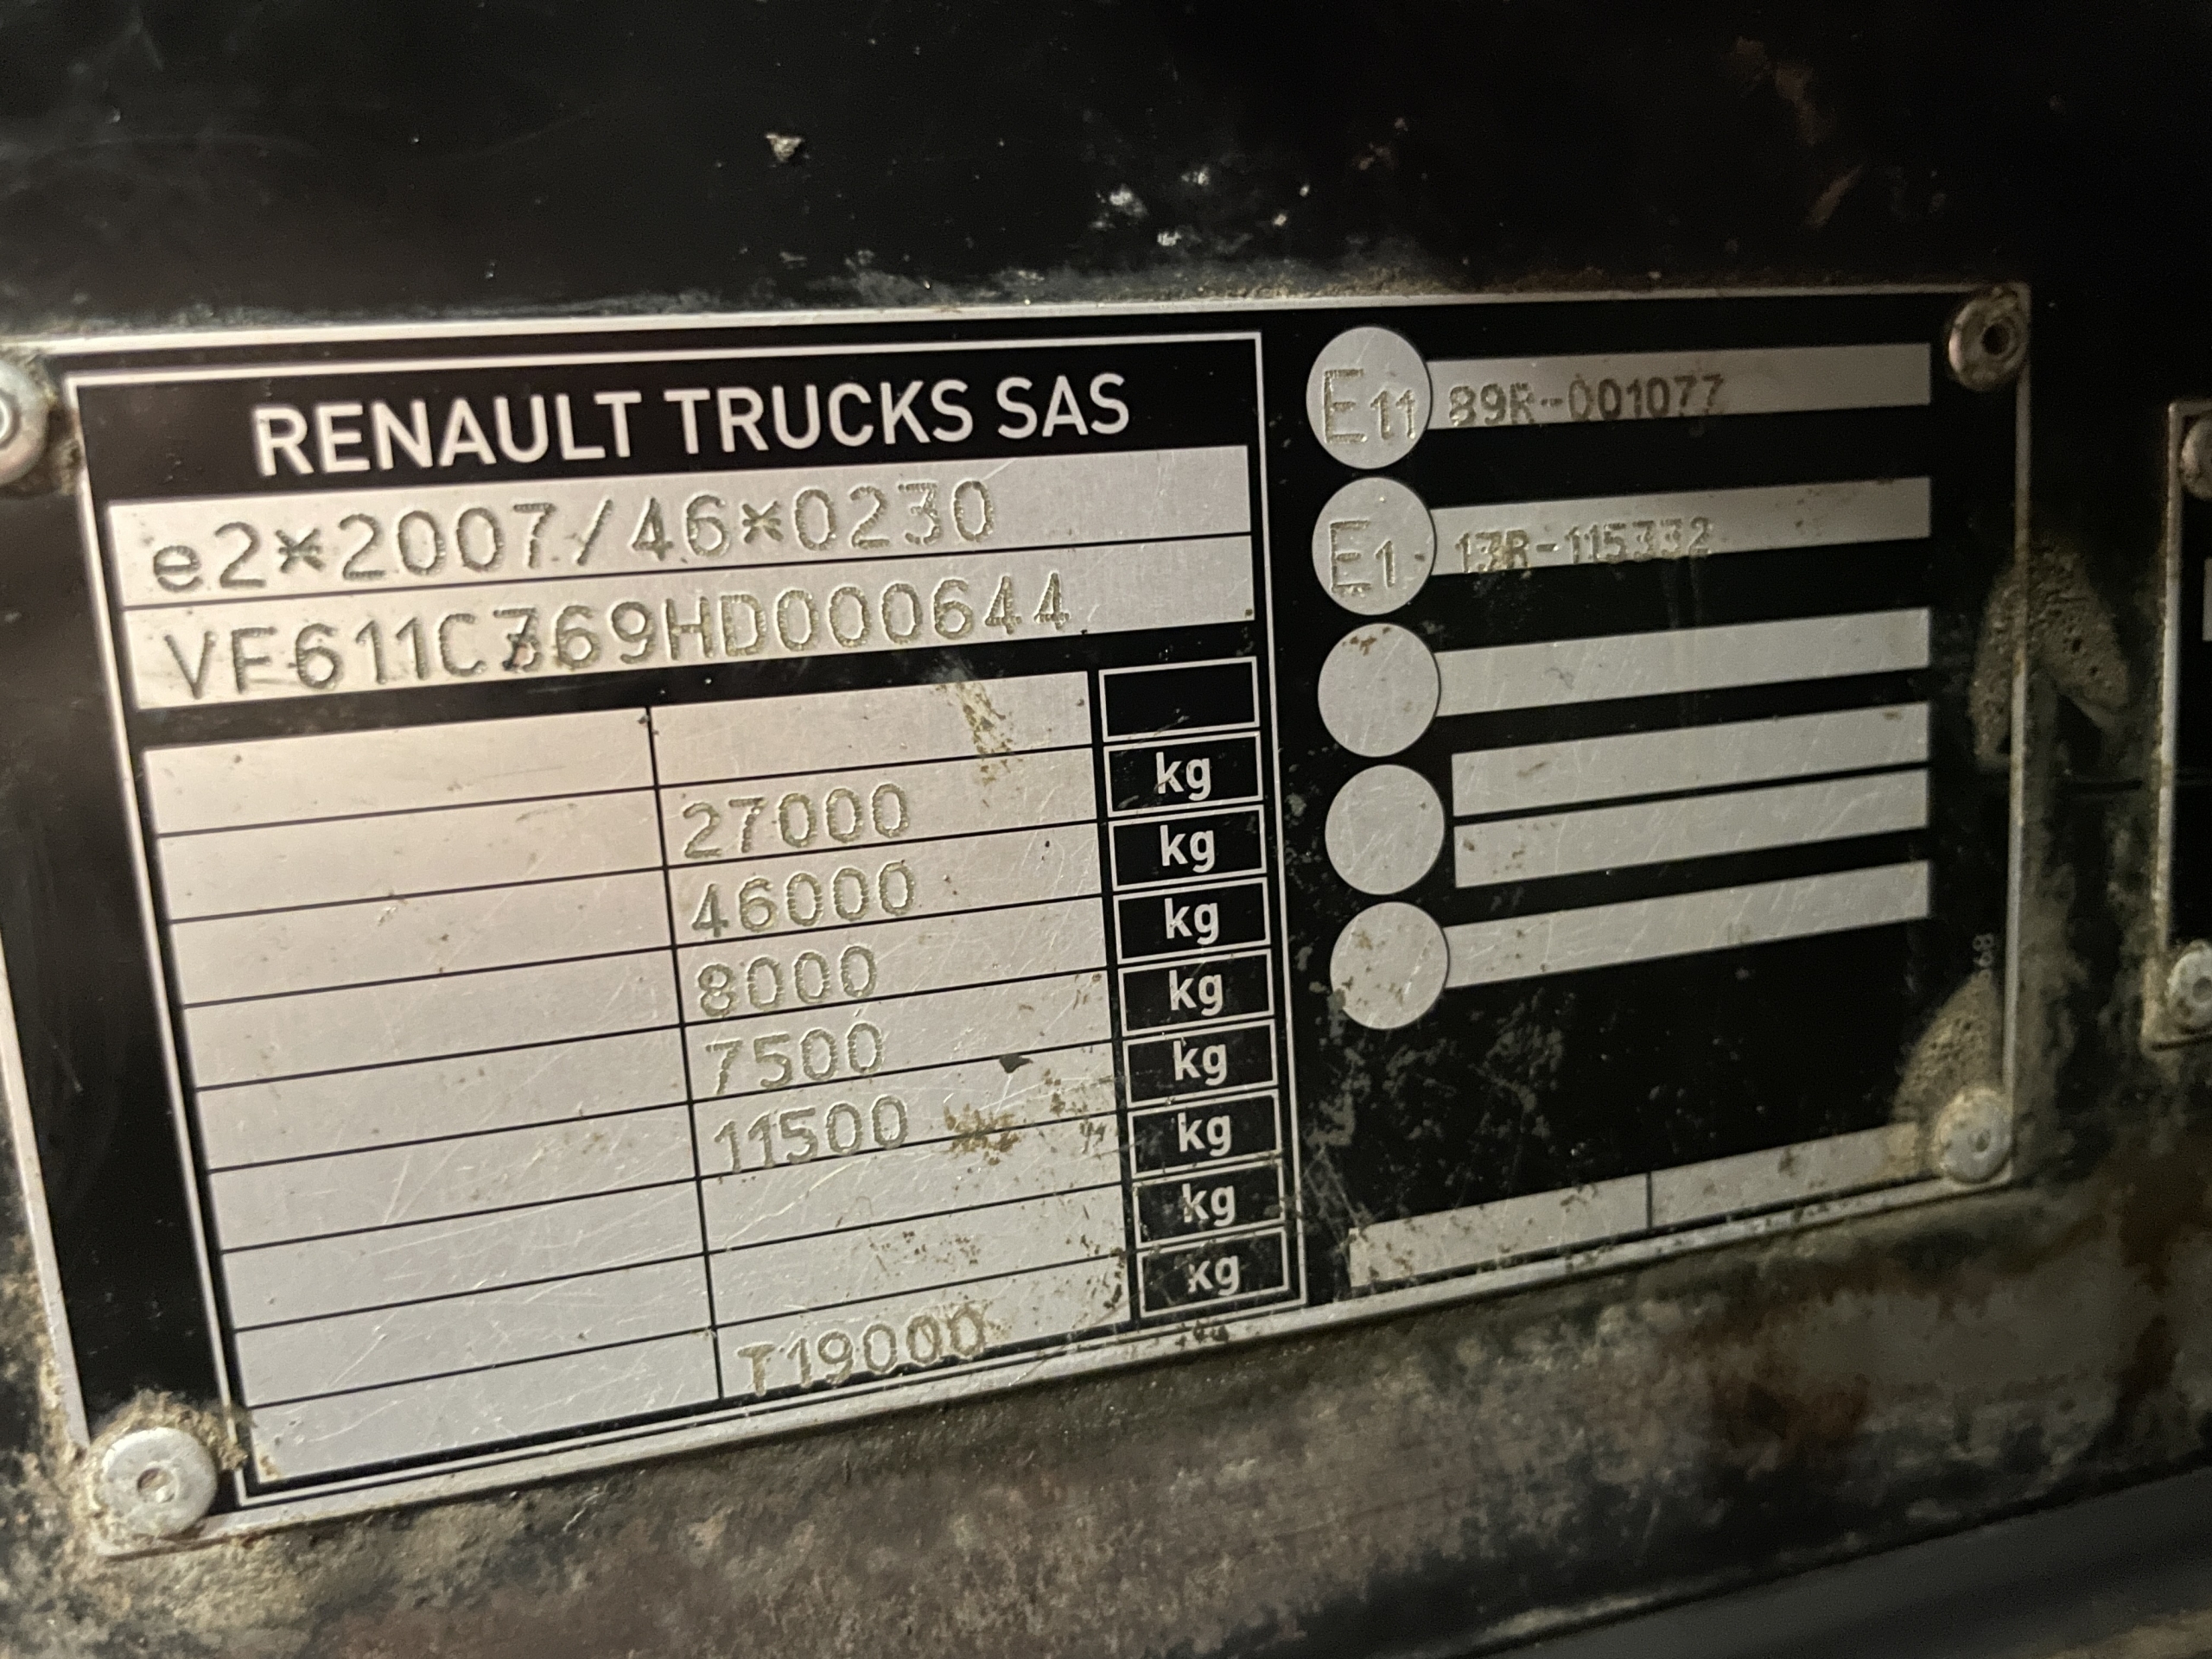 RENAULT TRUCKS SAS
e2*2007/46*0230
27000 kg
46000 kg
8000 kg
7500 kg
11500 kg
kg
kg
kg
T19000
E11 89R-001077
E1 13R-115332